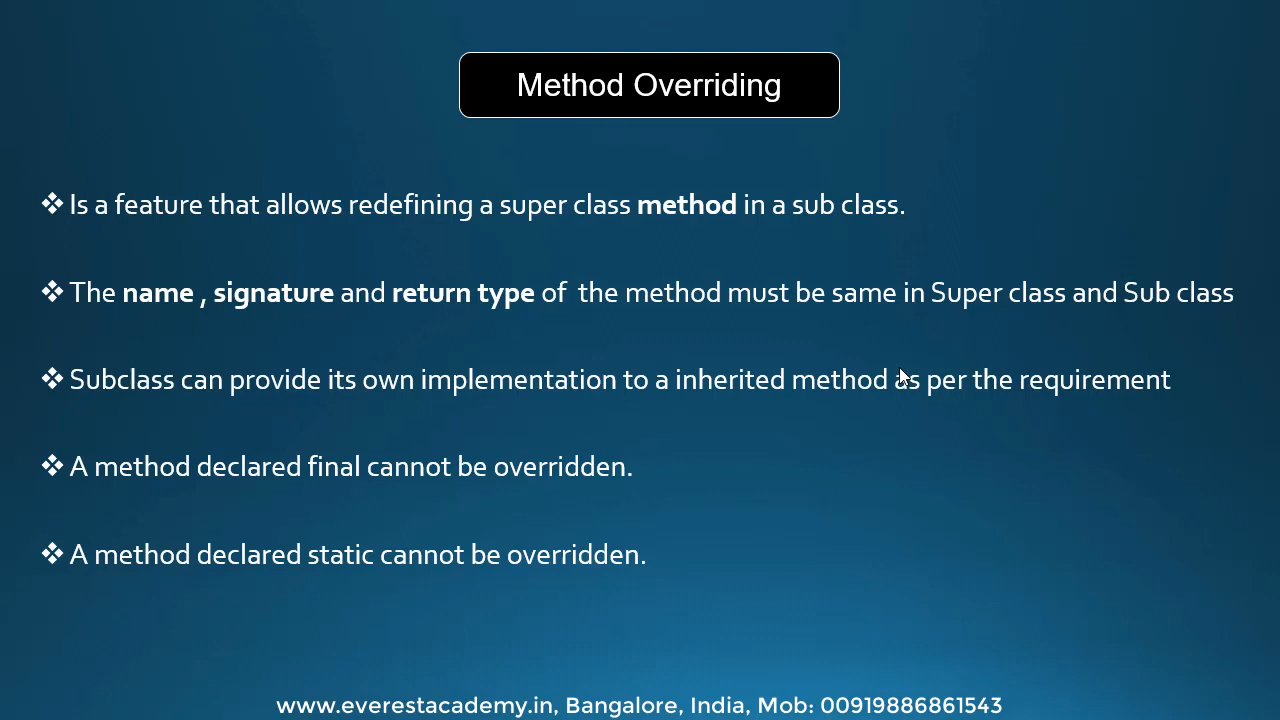 Method Overriding
❖ Is a feature that allows redefining a super class method in a sub class.
❖ The name , signature and return type of the method must be same in Super class and Sub class
❖ Subclass can provide its own implementation to a inherited method as per the requirement
❖ A method declared final cannot be overridden.
❖ A method declared static cannot be overridden.
www.everestacademy.in, Bangalore, India, Mob: 00919886861543